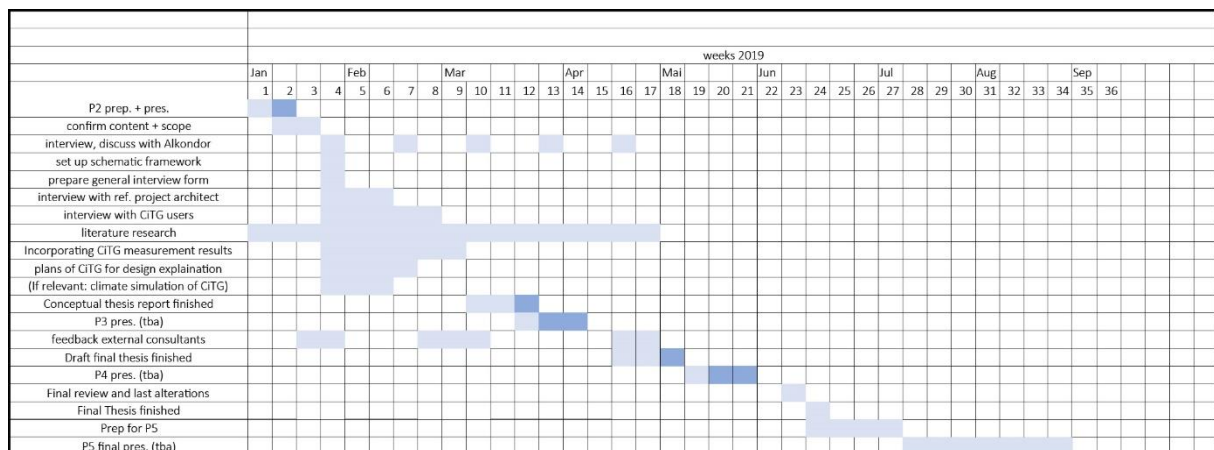 weeks 2019
Jan Feb Mar Apr Mai Jun Jul Aug Sep
1 2 3 4 5 6 7 8 9 10 11 12 13 14 15 16 17 18 19 20 21 22 23 24 25 26 27 28 29 30 31 32 33 34 35 36
P2 prep. + pres.
confirm content + scope
interview, discuss with Alkondor
set up schematic framework
prepare general interview form
interview with ref. project architect
interview with CiTG users
literature research
Incorporating CiTG measurement results
plans of CiTG for design explaination
(If relevant: climate simulation of CiTG)
Conceptual thesis report finished
P3 pres. (tba)
feedback external consultants
Draft final thesis finished
P4 pres. (tba)
Final review and last alterations
Final Thesis finished
Prep for P5
P5 final pres. (tba)